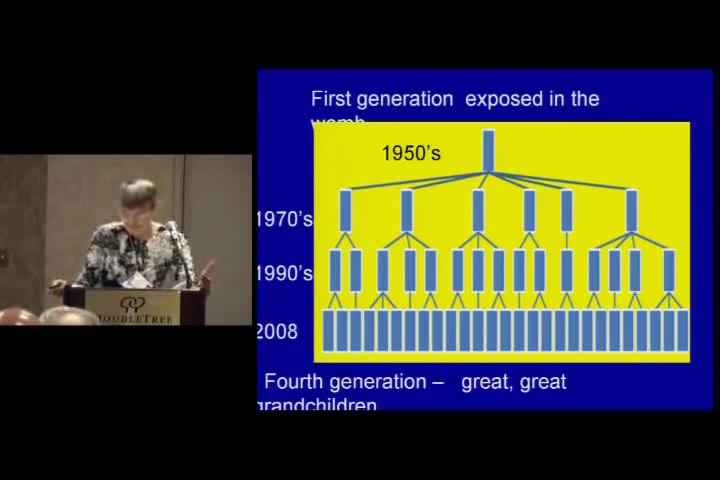 First generation exposed in the
womb
1950's
1970's
1990's
2008
Fourth generation – great, great
grandchildren
DOUBLETREE